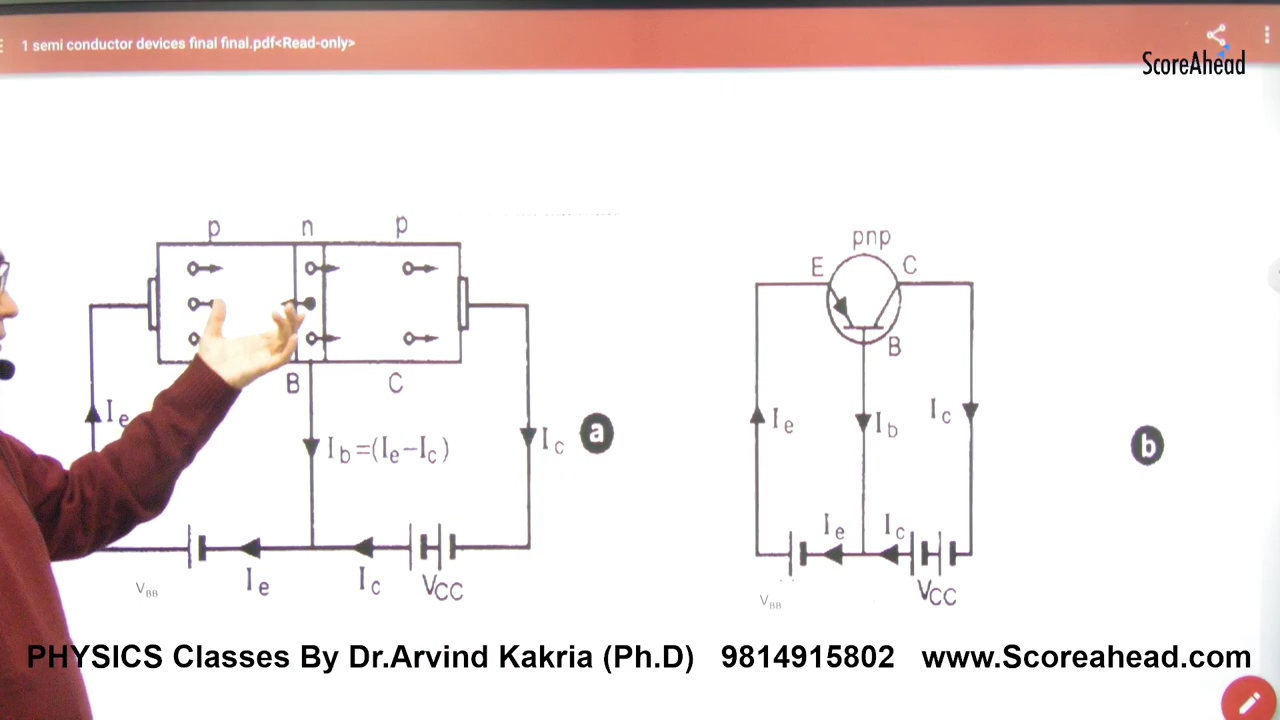 1 semi conductor devices final final.pdf<Read-only>
ScoreAhead
p n p
B C
Ie
Ib=(Ie−Ic)
Ic
a
Ie
Ic
VBB
VCC
pnp
E C
B
Ie
Ib
Ic
b
Ie
Ic
VBB
VCC
PHYSICS Classes By Dr.Arvind Kakria (Ph.D) 9814915802 www.Scoreahead.com